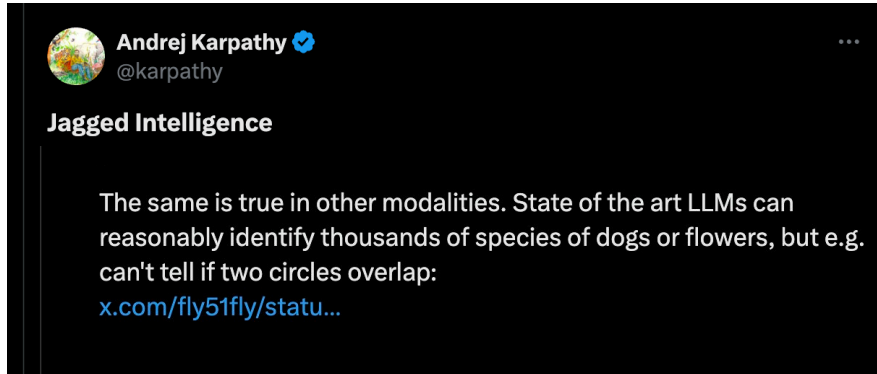 Andrej Karpathy
@karpathy
Jagged Intelligence
The same is true in other modalities. State of the art LLMs can
reasonably identify thousands of species of dogs or flowers, but e.g.
can't tell if two circles overlap:
x.com/fly51fly/statu...